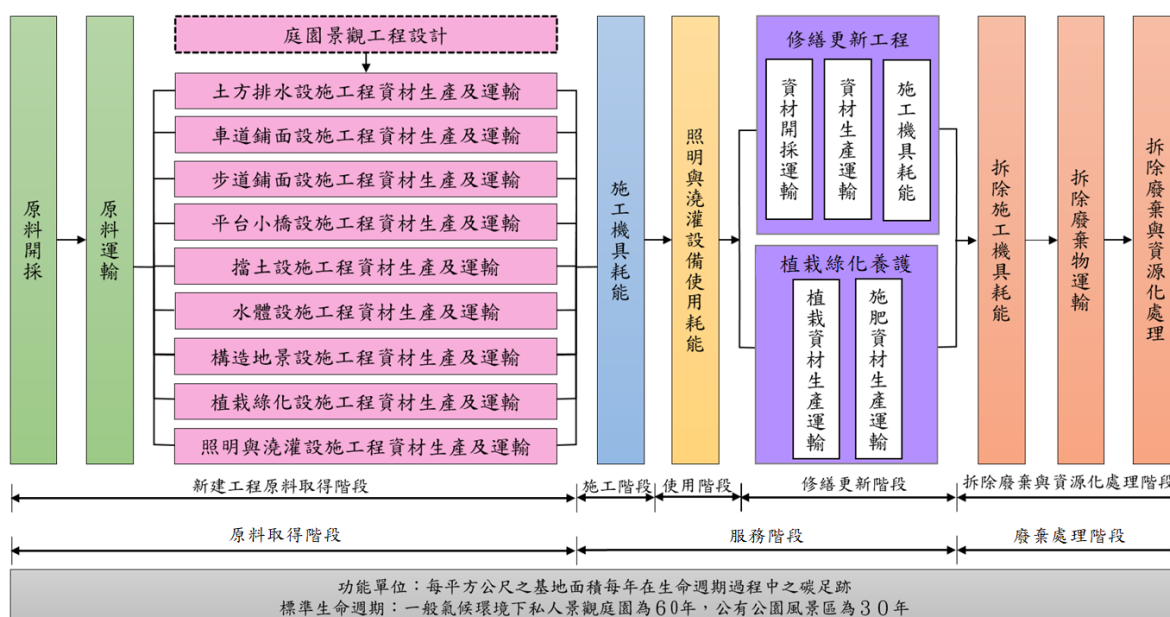 原料開採
原料運輸
庭園景觀工程設計
土方排水設施工程資材生產及運輸
車道鋪面設施工程資材生產及運輸
步道鋪面設施工程資材生產及運輸
平台小橋設施工程資材生產及運輸
擋土設施工程資材生產及運輸
水體設施工程資材生產及運輸
構造地景設施工程資材生產及運輸
植栽綠化設施工程資材生產及運輸
照明與澆灌設施工程資材生產及運輸
施工機具耗能
照明與澆灌設備使用耗能
修繕更新工程
資材開採運輸
資材生產運輸
施工機具耗能
植栽綠化養護
植栽資材生產運輸
施肥資材生產運輸
拆除施工機具耗能
拆除廢棄物運輸
拆除廢棄與資源化處理
新建工程原料取得階段
施工階段
使用階段
修繕更新階段
拆除廢棄與資源化處理階段
原料取得階段
服務階段
廢棄處理階段
功能單位：每平方公尺之基地面積每年在生命週期過程中之碳足跡
標準生命週期：一般氣候環境下私人景觀庭園為60年，公有公園風景區為30年